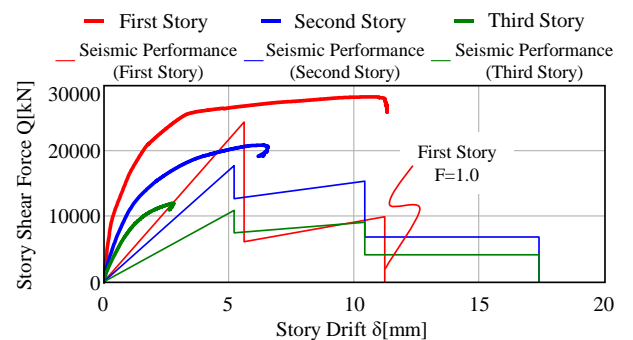 First Story Second Story Third Story
Seismic Performance Seismic Performance Seismic Performance
(First Story) (Second Story) (Third Story)
30000
20000
10000
0
Story Shear Force Q[kN]
First Story
F=1.0
0 5 10 15 20
Story Drift δ[mm]